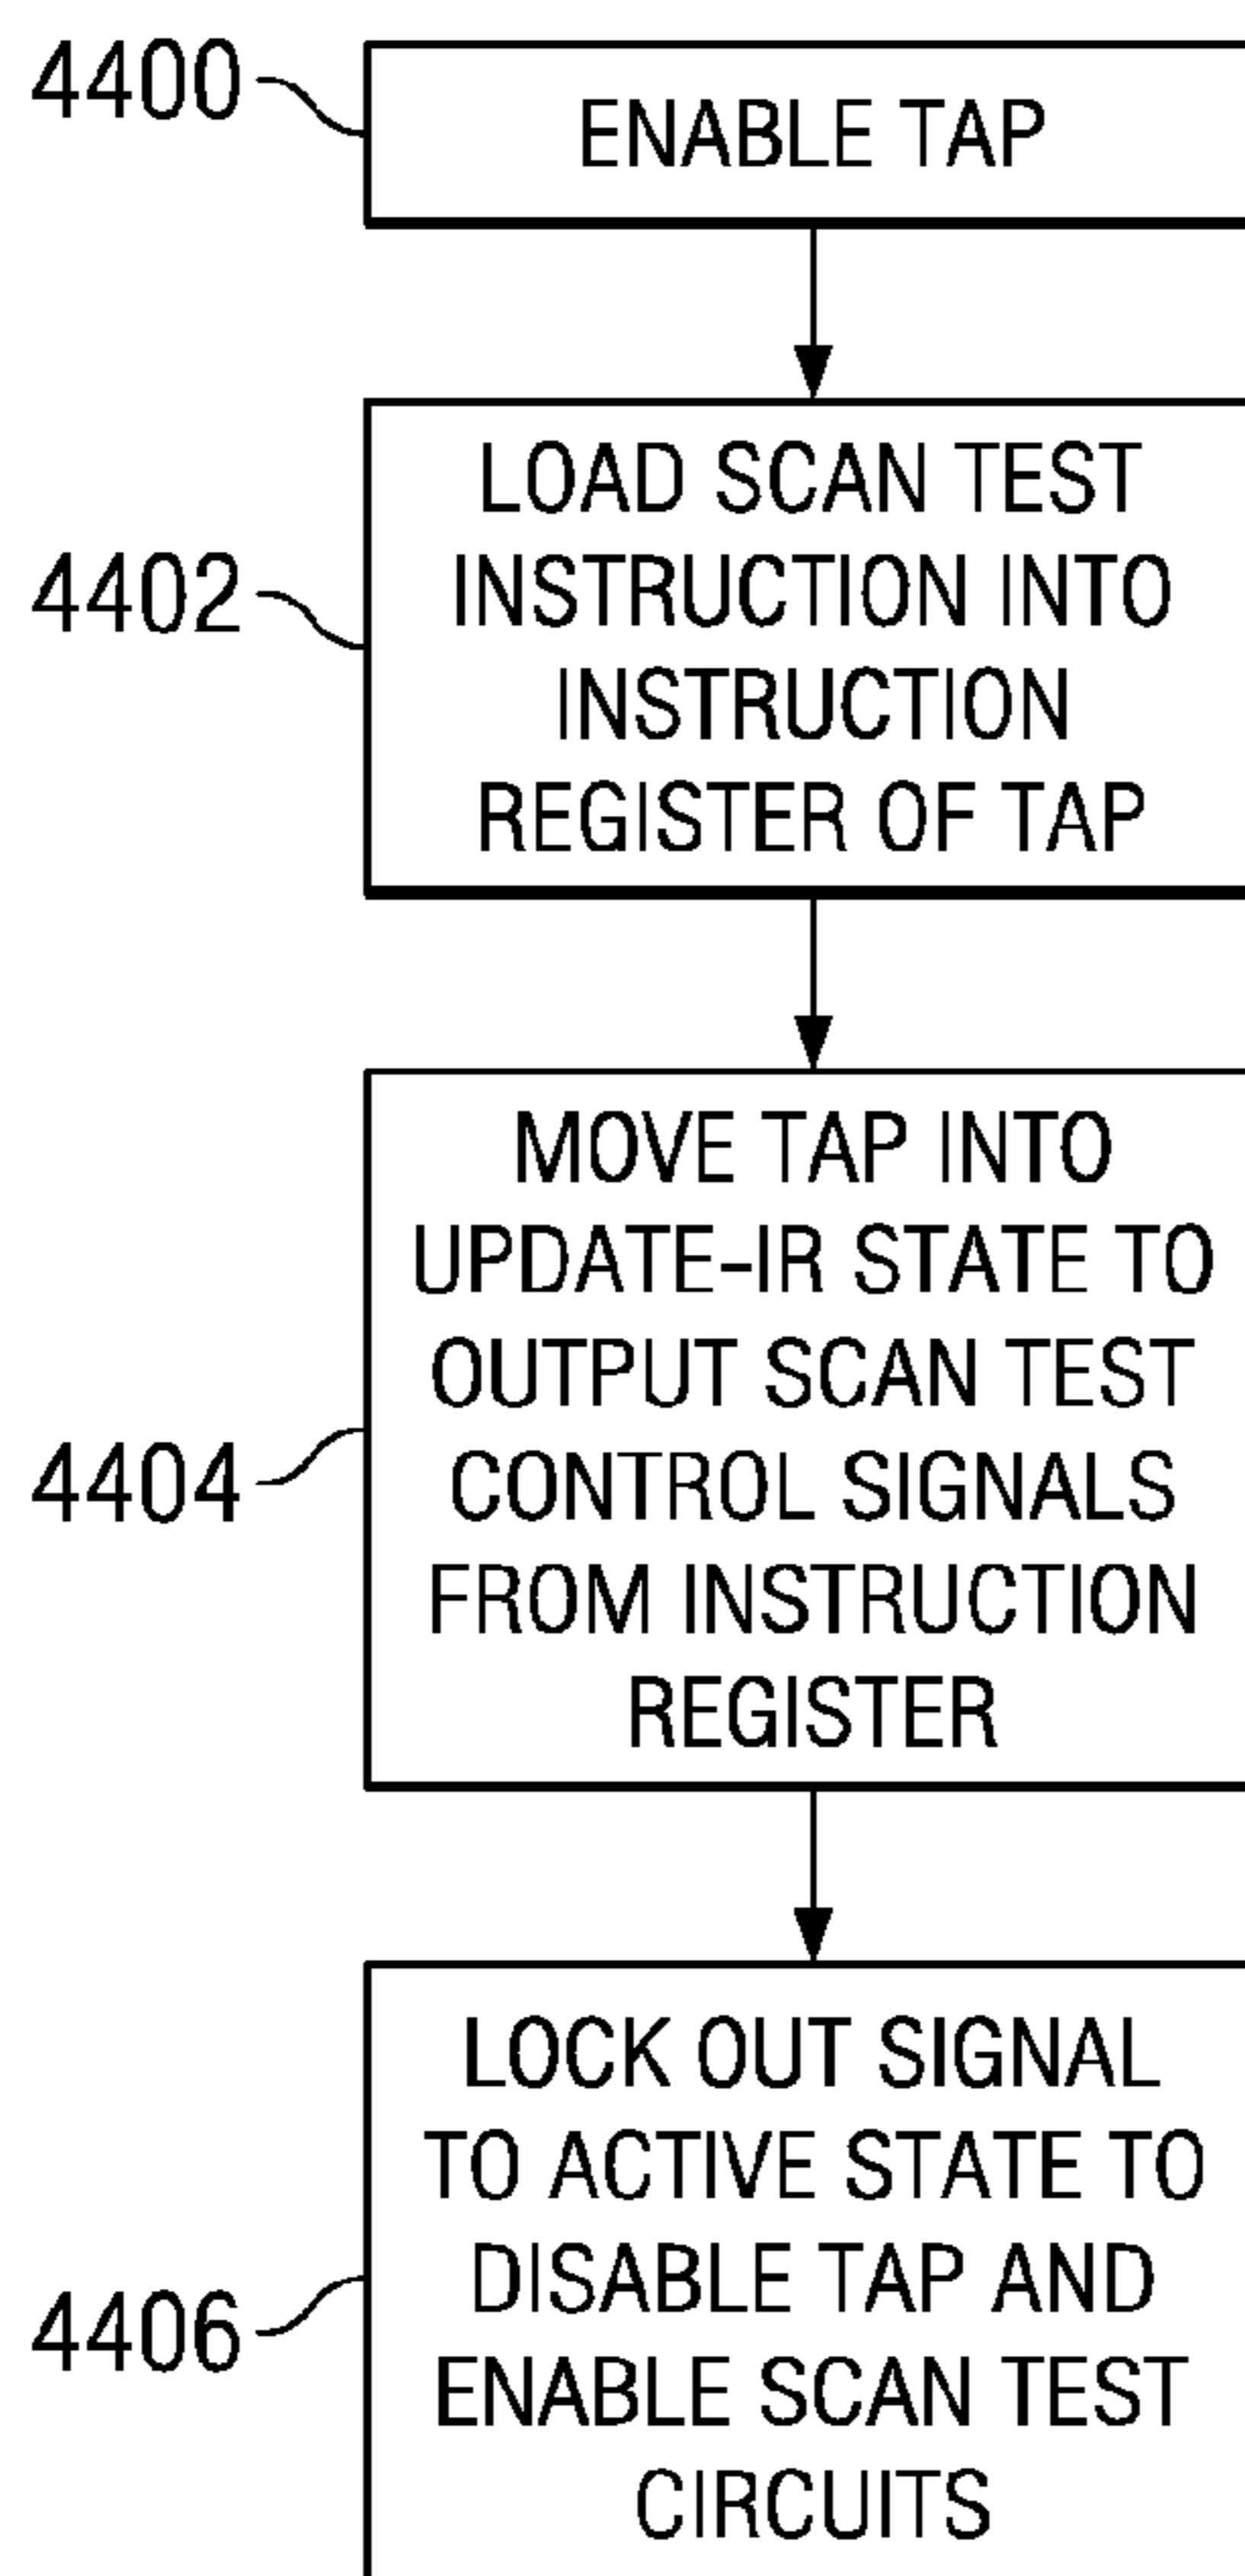 4400
ENABLE TAP
4402
LOAD SCAN TEST
INSTRUCTION INTO
INSTRUCTION
REGISTER OF TAP
4404
MOVE TAP INTO
UPDATE-IR STATE TO
OUTPUT SCAN TEST
CONTROL SIGNALS
FROM INSTRUCTION
REGISTER
4406
LOCK OUT SIGNAL
TO ACTIVE STATE TO
DISABLE TAP AND
ENABLE SCAN TEST
CIRCUITS